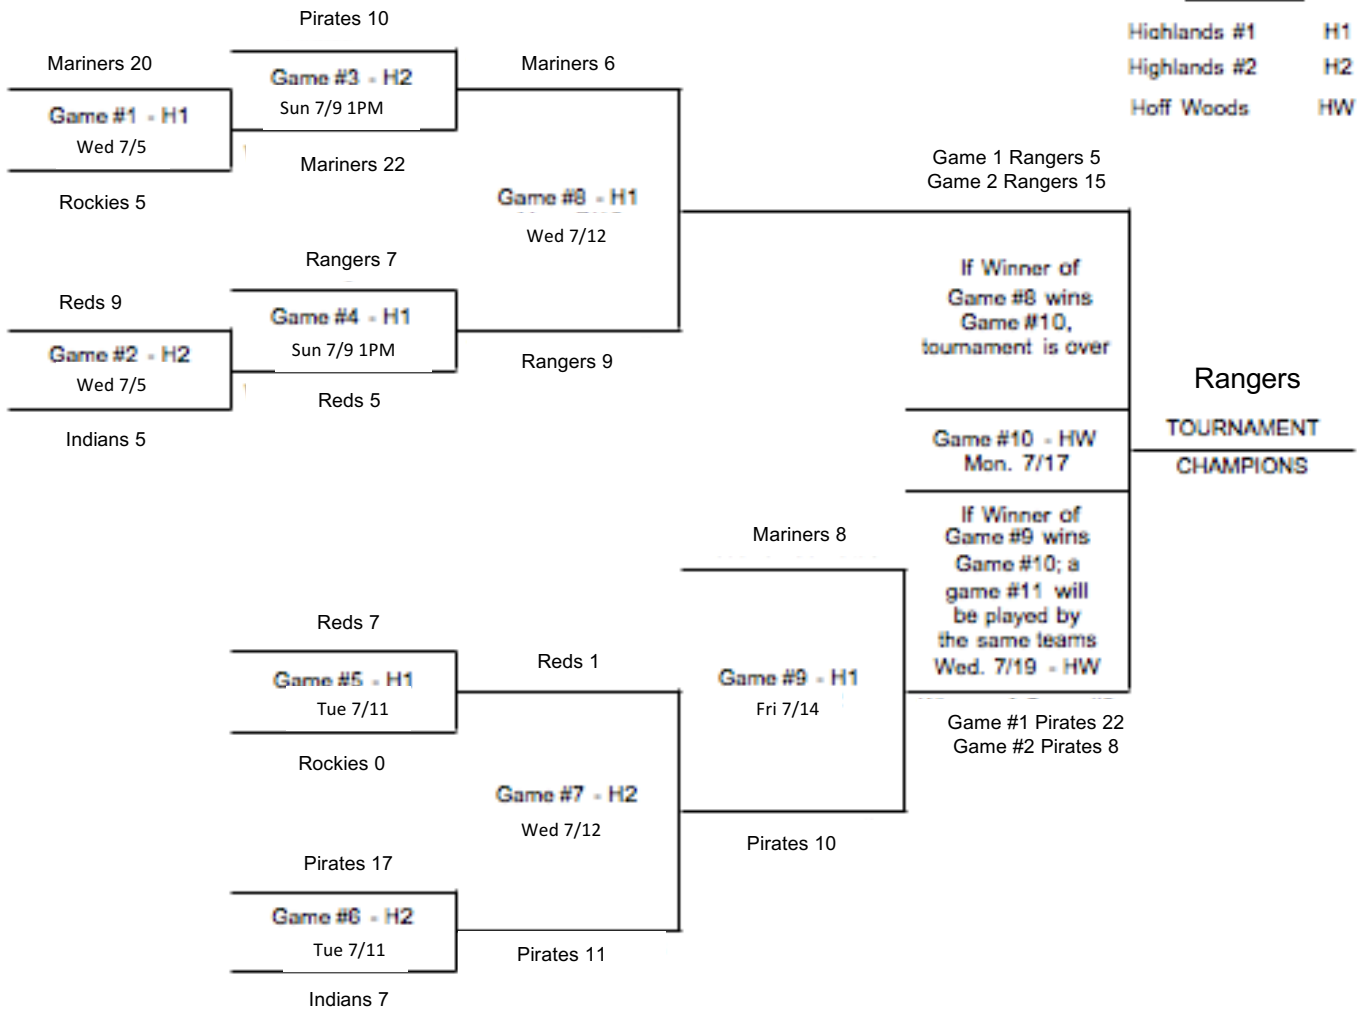 Pirates 10
Highlands #1 H1
Mariners 20
Game #3 - H2
Mariners 6
Highlands #2 H2
Sun 7/9 1PM
Hoff Woods HW
Game #1 - H1
Wed 7/5
Mariners 22
Game 1 Rangers 5
Game 2 Rangers 15
Rockies 5
Game #8 - H1
Wed 7/12
Rangers 7
If Winner of
Game #8 wins
Game #10,
tournament is over
Reds 9
Game #4 - H1
Sun 7/9 1PM
Game #2 - H2
Wed 7/5
Rangers 9
Rangers
Reds 5
Indians 5
TOURNAMENT
CHAMPIONS
Game #10 - HW
Mon. 7/17
If Winner of
Game #9 wins
Game #10; a
game #11 will
be played by
the same teams
Wed. 7/19 - HW
Mariners 8
Reds 7
Reds 1
Game #5 - H1
Tue 7/11
Game #9 - H1
Fri 7/14
Game #1 Pirates 22
Game #2 Pirates 8
Rockies 0
Game #7 - H2
Wed 7/12
Pirates 10
Pirates 17
Game #6 - H2
Tue 7/11
Pirates 11
Indians 7